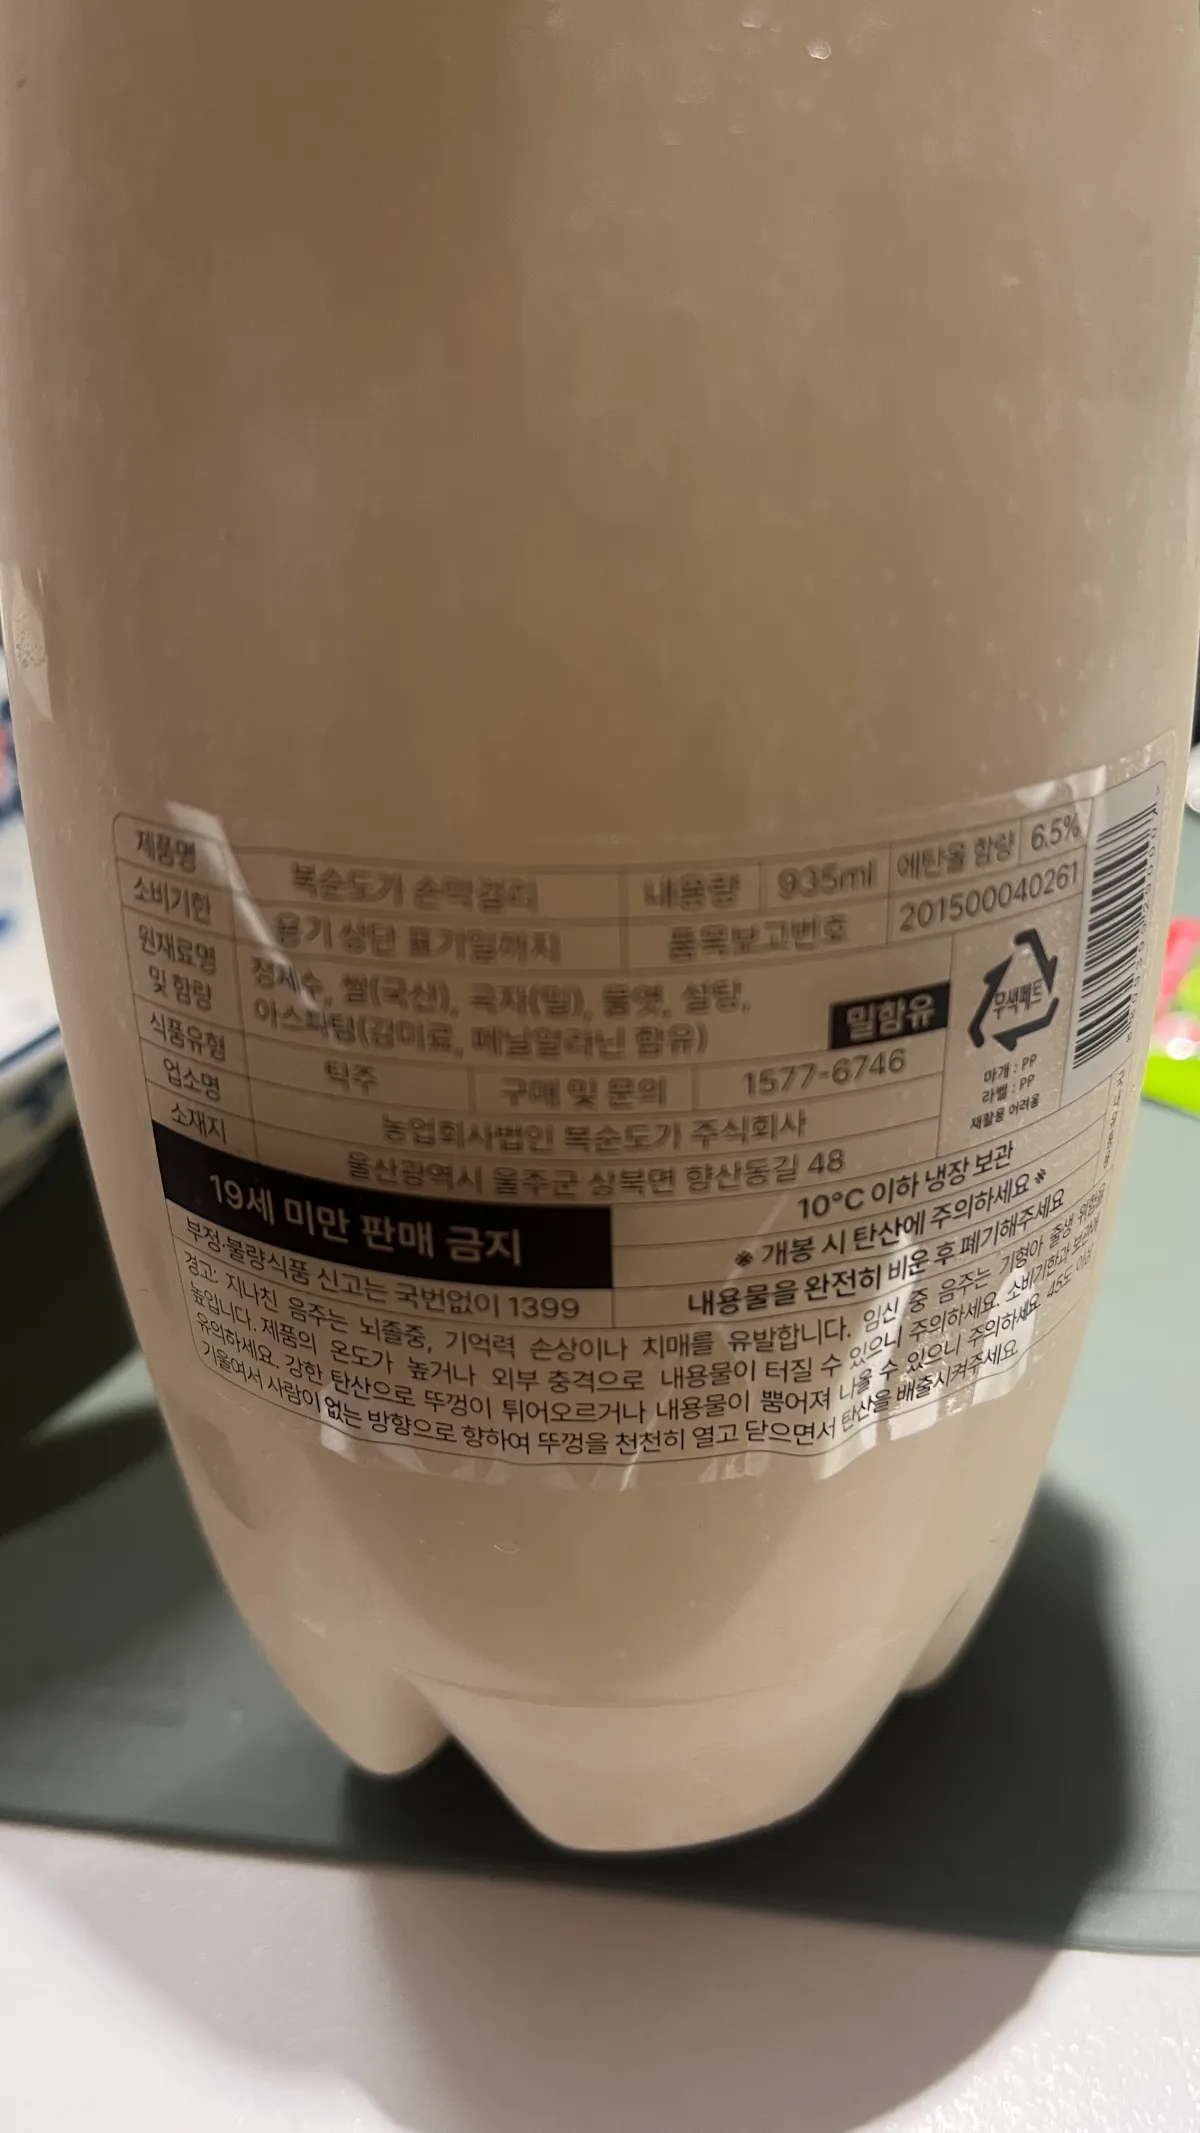 제품명 복순도가 손막걸리 내용량 935ml 에탄올 함량 6.5%
소비기한 용기 상단 표기일까지 품목보고번호 201500040261
원재료명 및 함량 정제수, 쌀(국산), 곡자(밀), 물엿, 설탕,
아스파탐(감미료, 페닐알라닌 함유) 밀함유
식품유형 탁주 구매 및 문의 1577-6746
업소명 농업회사법인 복순도가 주식회사
소재지 울산광역시 울주군 상북면 향산동길 48
무색페트
마개 : PP
라벨 : PP
재활용 어려움
19세 미만 판매 금지
10°C 이하 냉장 보관
※ 개봉 시 탄산에 주의하세요 ※
부정·불량식품 신고는 국번없이 1399
내용물을 완전히 비운 후 폐기해주세요
경고: 지나친 음주는 뇌졸중, 기억력 손상이나 치매를 유발합니다. 임신 중 음주는 기형아 출생 위험을
높입니다. 제품의 온도가 높거나 외부 충격으로 내용물이 터질 수 있으니 주의하세요. 소비기한과 보관에
유의하세요. 강한 탄산으로 뚜껑이 튀어오르거나 내용물이 뿜어져 나올 수 있으니 주의하세요. 45도 이상
기울여서 사람이 없는 방향으로 향하여 뚜껑을 천천히 열고 닫으면서 탄산을 배출시켜주세요.